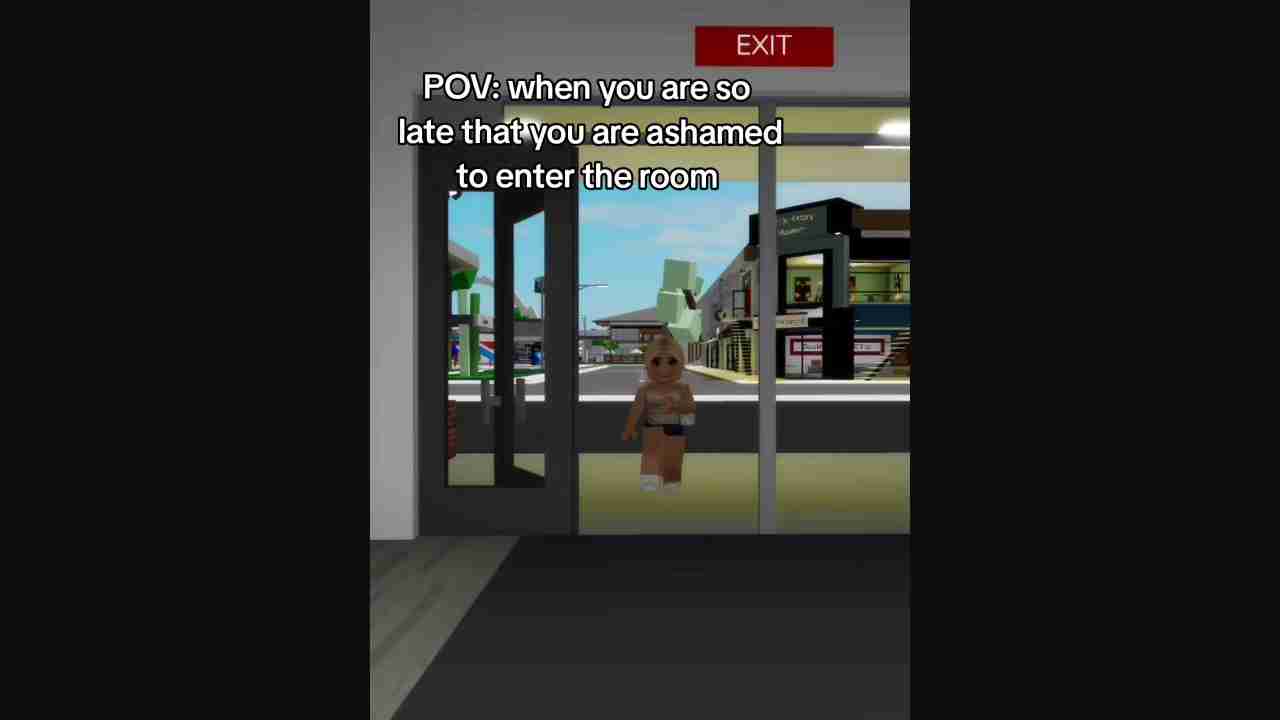 EXIT
POV: when you are so
late that you are ashamed
to enter the room